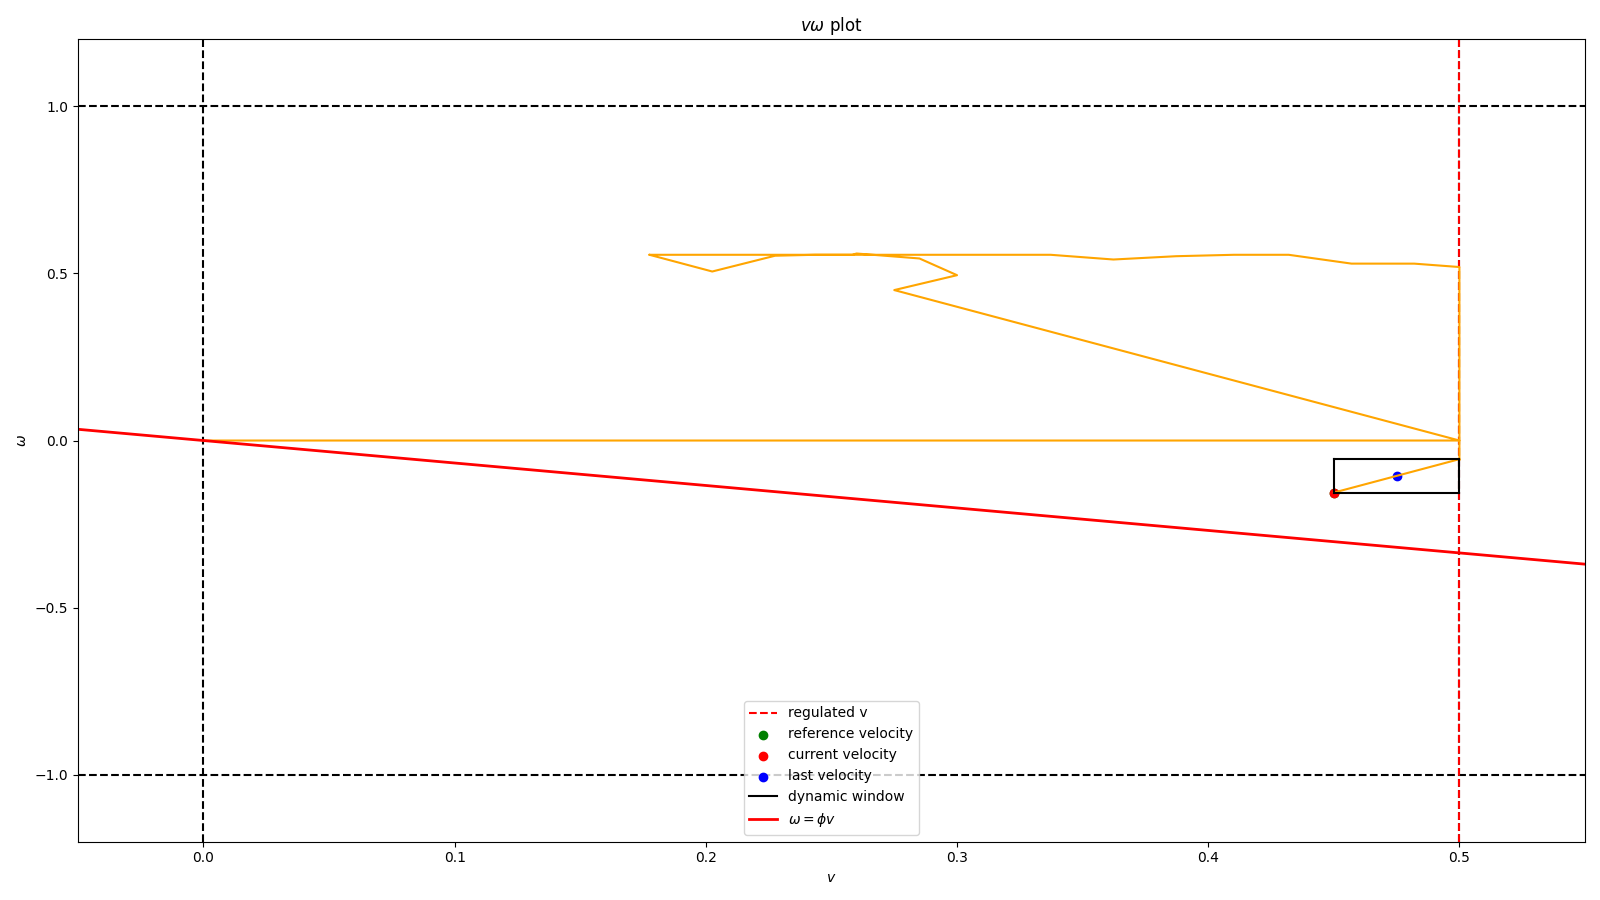 vω plot
1.0
0.5
0.0
−0.5
−1.0
ω
0.0
0.1
0.2
0.3
0.4
0.5
v
regulated v
reference velocity
current velocity
last velocity
dynamic window
ω = ϕv